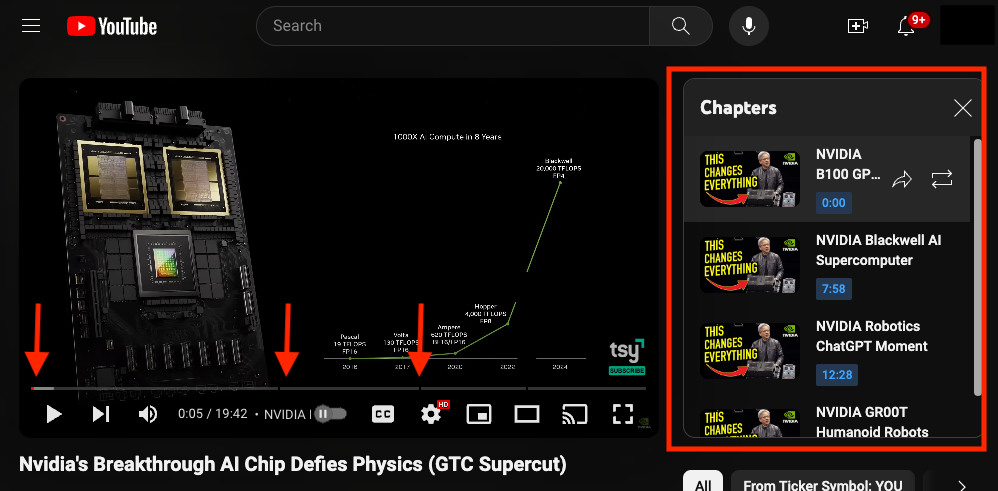 YouTube
Search
9+
1000X AI Compute in 8 Years
Blackwell
20,000 TFLOPS
FP4
Hopper
4,000 TFLOPS
FP8
Ampere
620 TFLOPS
BF16/FP16
Volta
130 TFLOPS
FP16
Pascal
19 TFLOPS
FP16
2016
2017
2020
2022
2024
tsy
SUBSCRIBE
0:05 / 19:42 • NVIDIA
CC
HD
Nvidia's Breakthrough AI Chip Defies Physics (GTC Supercut)
Chapters
THIS
CHANGES
EVERYTHING
NVIDIA
NVIDIA
B100 GP...
0:00
THIS
CHANGES
EVERYTHING
NVIDIA
NVIDIA Blackwell AI
Supercomputer
7:58
THIS
CHANGES
EVERYTHING
NVIDIA
NVIDIA Robotics
ChatGPT Moment
12:28
THIS
CHANGES
NVIDIA
NVIDIA GR00T
Humanoid Robots
All
From Ticker Symbol: YOU